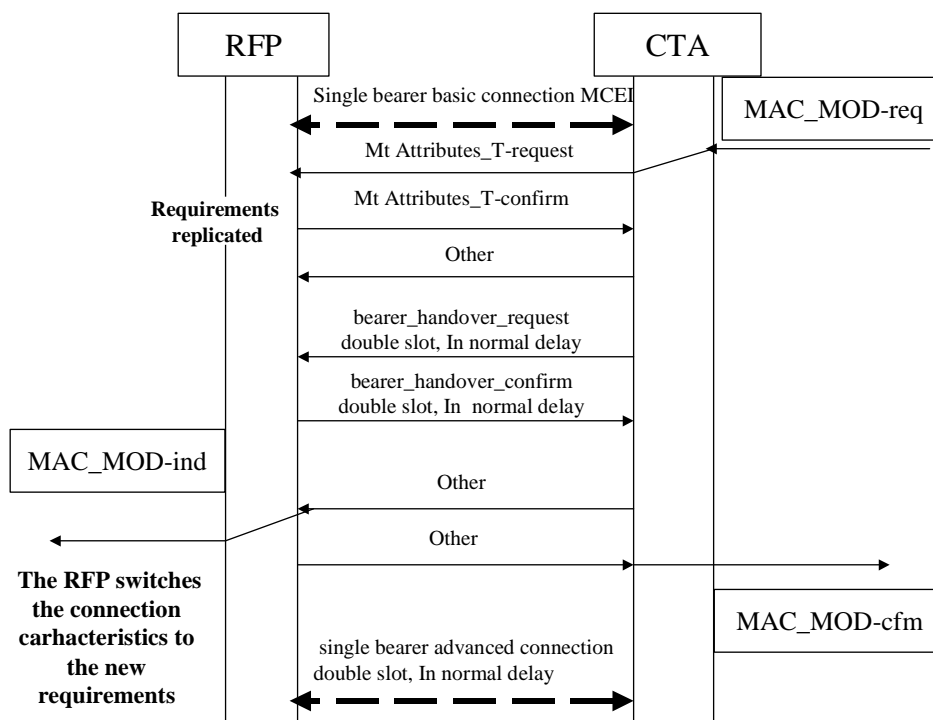 RFP
CTA
Single bearer basic connection MCEI
MAC_MOD-req
Mt Attributes_T-request
Requirements
replicated
Mt Attributes_T-confirm
Other
bearer_handover_request
double slot, In normal delay
bearer_handover_confirm
double slot, In normal delay
MAC_MOD-ind
Other
Other
The RFP switches
the connection
carhacteristics to
the new
requirements
MAC_MOD-cfm
single bearer advanced connection
double slot, In normal delay